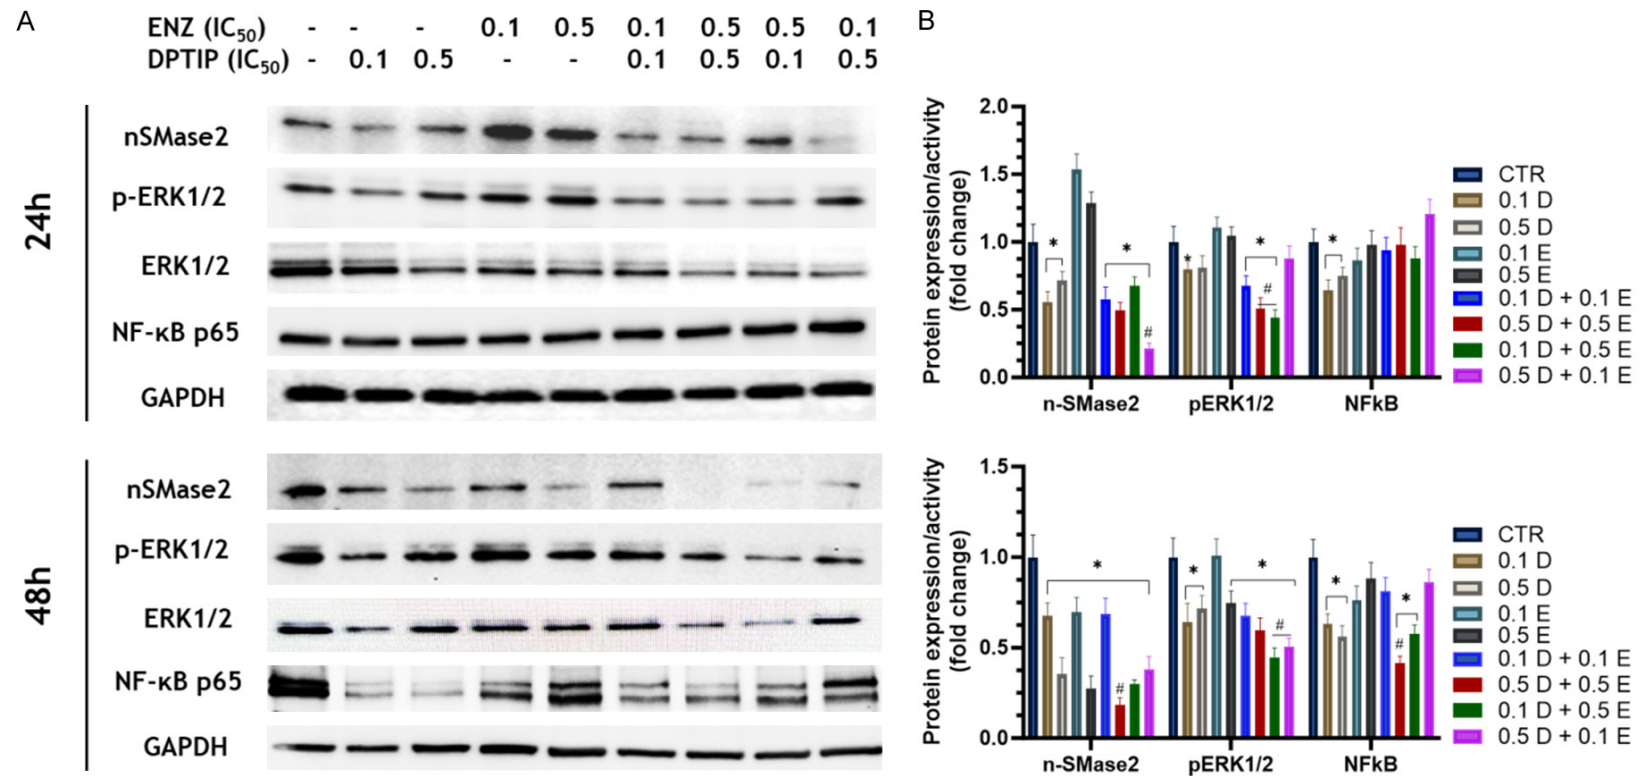 A
ENZ (IC50) - - - 0.1 0.5 0.1 0.5 0.5 0.1
DPTIP (IC50) - 0.1 0.5 - - 0.1 0.5 0.1 0.5
24h
nSMase2
p-ERK1/2
ERK1/2
NF-κB p65
GAPDH
48h
nSMase2
p-ERK1/2
ERK1/2
NF-κB p65
GAPDH
B
Protein expression/activity
(fold change)
2.0
1.5
1.0
0.5
0.0
* * # * * # *
n-SMase2 pERK1/2 NFkB
CTR
0.1 D
0.5 D
0.1 E
0.5 E
0.1 D + 0.1 E
0.5 D + 0.5 E
0.1 D + 0.5 E
0.5 D + 0.1 E
Protein expression/activity
(fold change)
1.5
1.0
0.5
0.0
* # * * # * # *
n-SMase2 pERK1/2 NFkB
CTR
0.1 D
0.5 D
0.1 E
0.5 E
0.1 D + 0.1 E
0.5 D + 0.5 E
0.1 D + 0.5 E
0.5 D + 0.1 E